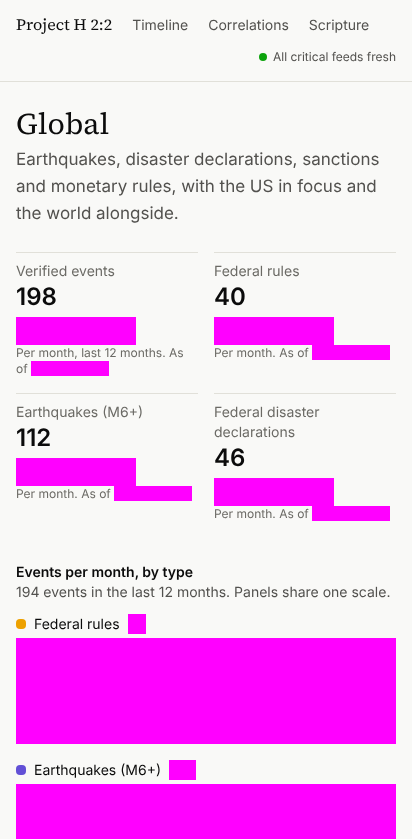 Project H 2:2 Timeline Correlations Scripture
All critical feeds fresh
Global
Earthquakes, disaster declarations, sanctions
and monetary rules, with the US in focus and
the world alongside.
Verified events
198
Per month, last 12 months. As
of
Federal rules
40
Per month. As of
Earthquakes (M6+)
112
Per month. As of
Federal disaster
declarations
46
Per month. As of
Events per month, by type
194 events in the last 12 months. Panels share one scale.
Federal rules
Earthquakes (M6+)